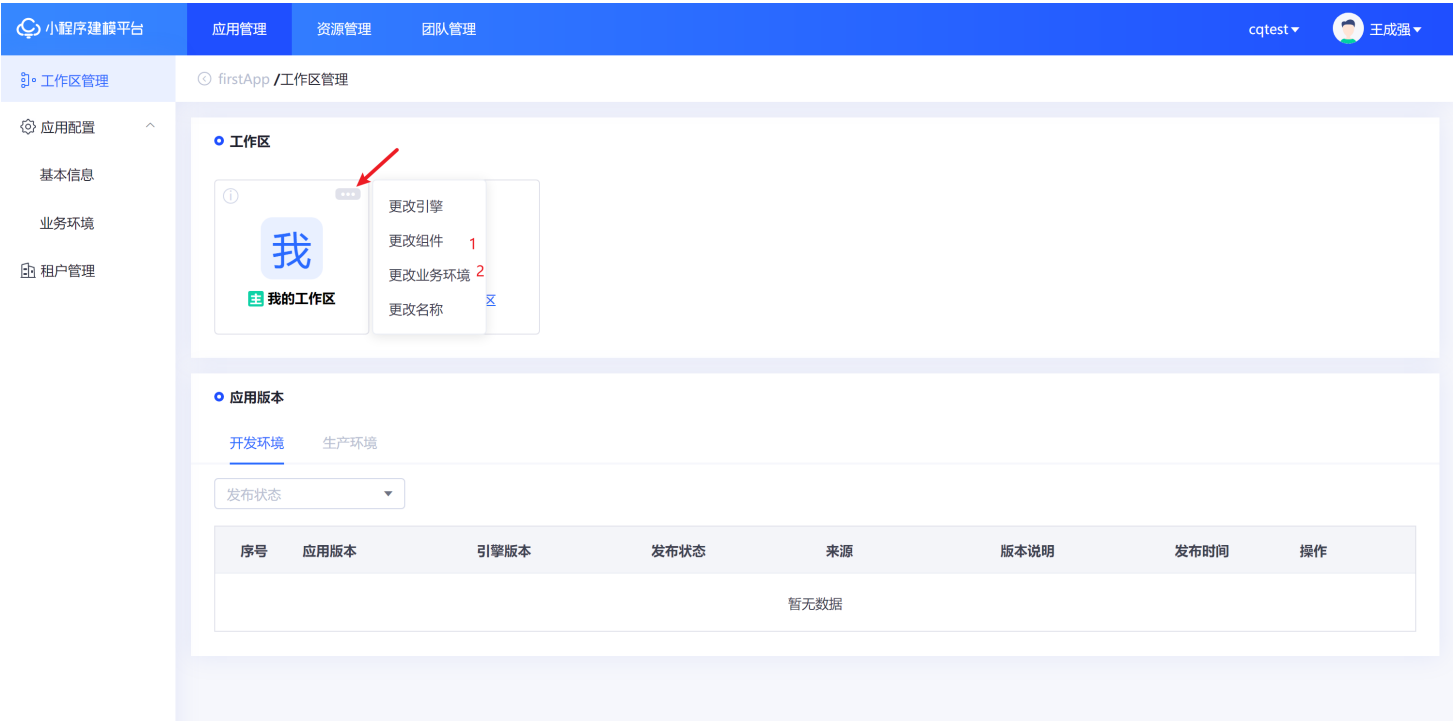 小程序建模平台 应用管理 资源管理 团队管理 cqtest 王成强
工作区管理
firstApp /工作区管理
应用配置
基本信息
业务环境
租户管理
工作区
我
主 我的工作区
更改引擎
更改组件 1
更改业务环境 2
更改名称
区
应用版本
开发环境 生产环境
发布状态
序号 应用版本 引擎版本 发布状态 来源 版本说明 发布时间 操作
暂无数据